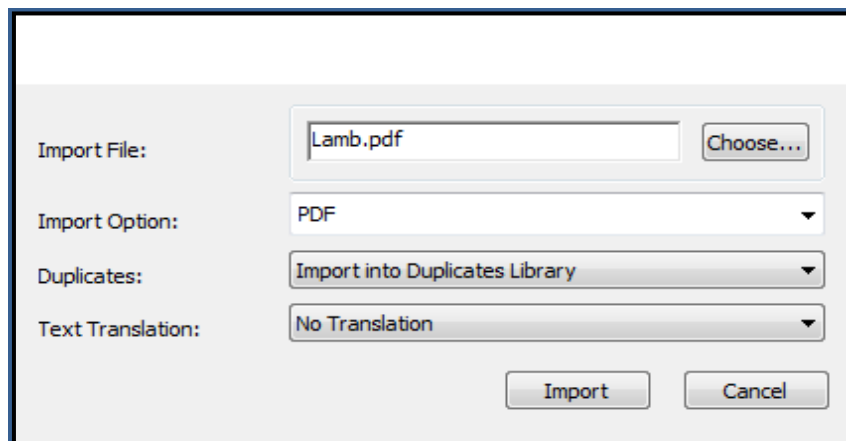 Import File: Lamb.pdf Choose...
Import Option: PDF
Duplicates: Import into Duplicates Library
Text Translation: No Translation
Import Cancel